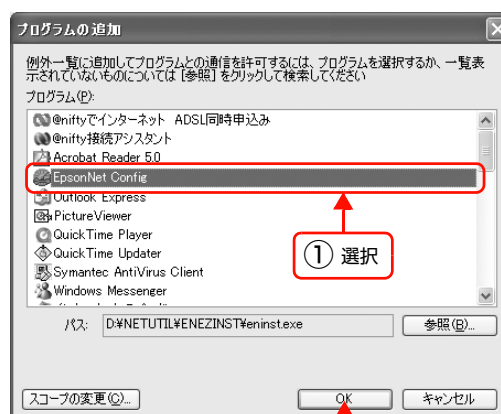 プログラムの追加
例外一覧に追加してプログラムとの通信を許可するには、プログラムを選択するか、一覧表
示されていないものについては [参照] をクリックして検索してください
プログラム(P):
@niftyでインターネット ADSL同時申込み
@nifty接続アシスタント
Acrobat Reader 5.0
EpsonNet Config
Outlook Express
PictureViewer
QuickTime Player
QuickTime Updater
Symantec AntiVirus Client
Windows Messenger
① 選択
パス: D:¥NETUTIL¥ENEZINST¥eninst.exe
参照(B)...
スコープの変更(C)...
OK
キャンセル